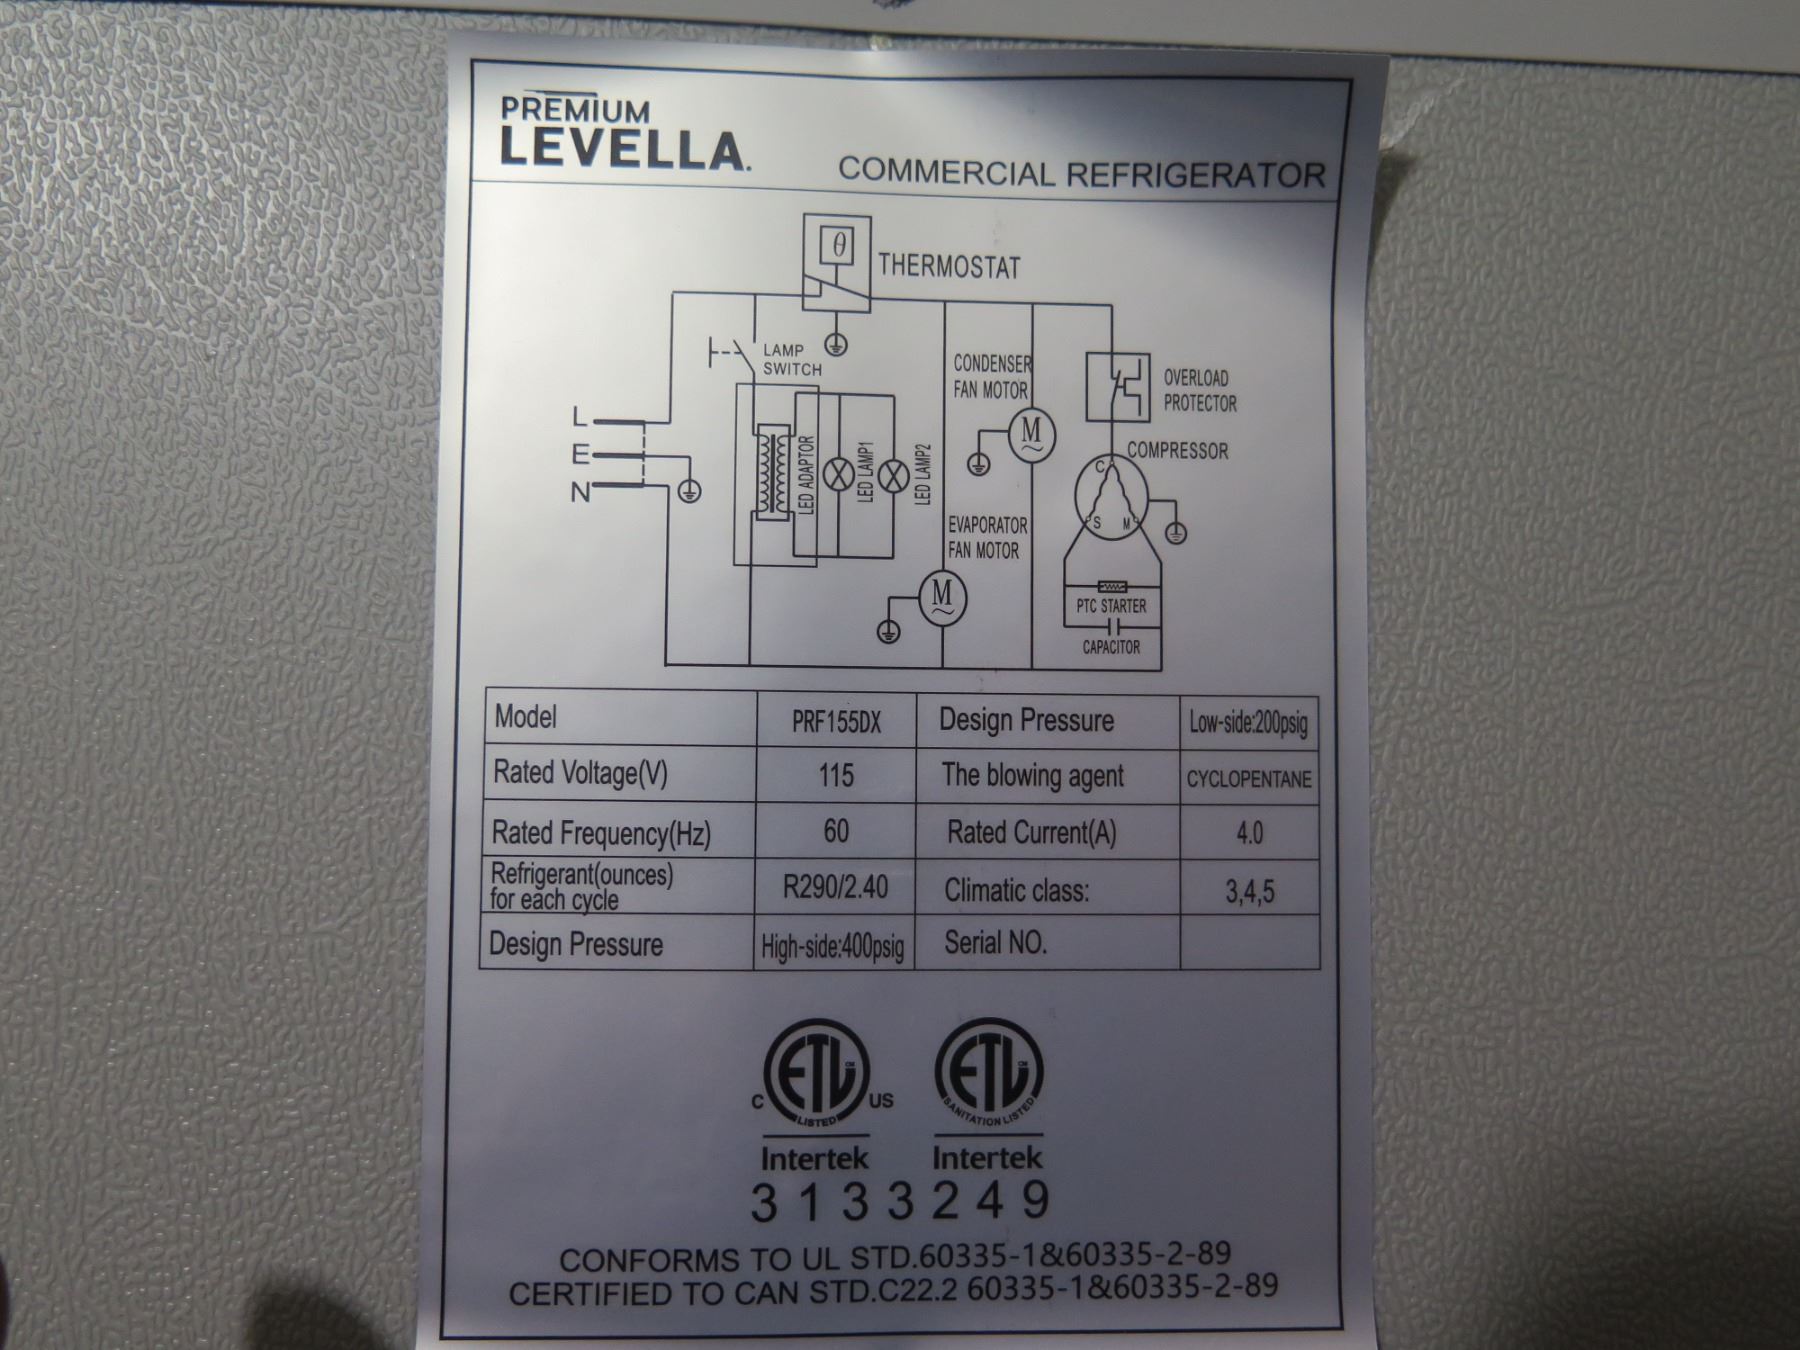 PREMIUM
LEVELLA.
COMMERCIAL REFRIGERATOR
θ
THERMOSTAT
LAMP
SWITCH
CONDENSER
FAN MOTOR
OVERLOAD
PROTECTOR
L
E
N
LED ADAPTOR
LED LAMP1
LED LAMP2
M
~
COMPRESSOR
C
S M
EVAPORATOR
FAN MOTOR
M
~
PTC STARTER
CAPACITOR
Model PRF155DX Design Pressure Low-side:200psig
Rated Voltage(V) 115 The blowing agent CYCLOPENTANE
Rated Frequency(Hz) 60 Rated Current(A) 4.0
Refrigerant(ounces)
for each cycle R290/2.40 Climatic class: 3,4,5
Design Pressure High-side:400psig Serial NO.
C ETL CM US
LISTED
ETL CM
SANITATION LISTED
Intertek Intertek
3133249
CONFORMS TO UL STD.60335-1&60335-2-89
CERTIFIED TO CAN STD.C22.2 60335-1&60335-2-89